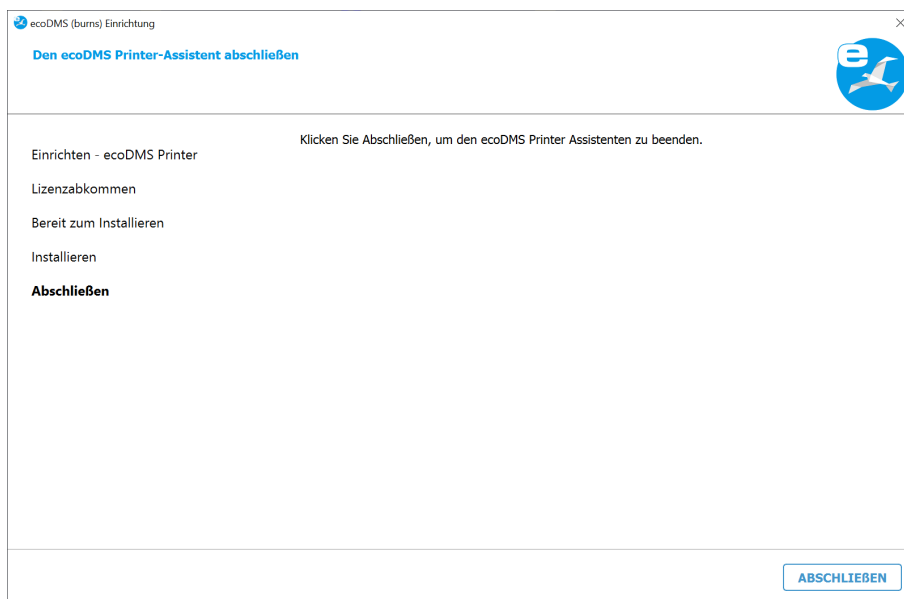 ecoDMS (burns) Einrichtung
Den ecoDMS Printer-Assistent abschließen
e
Klicken Sie Abschließen, um den ecoDMS Printer Assistenten zu beenden.
Einrichten - ecoDMS Printer
Lizenzabkommen
Bereit zum Installieren
Installieren
Abschließen
ABSCHLIEßEN